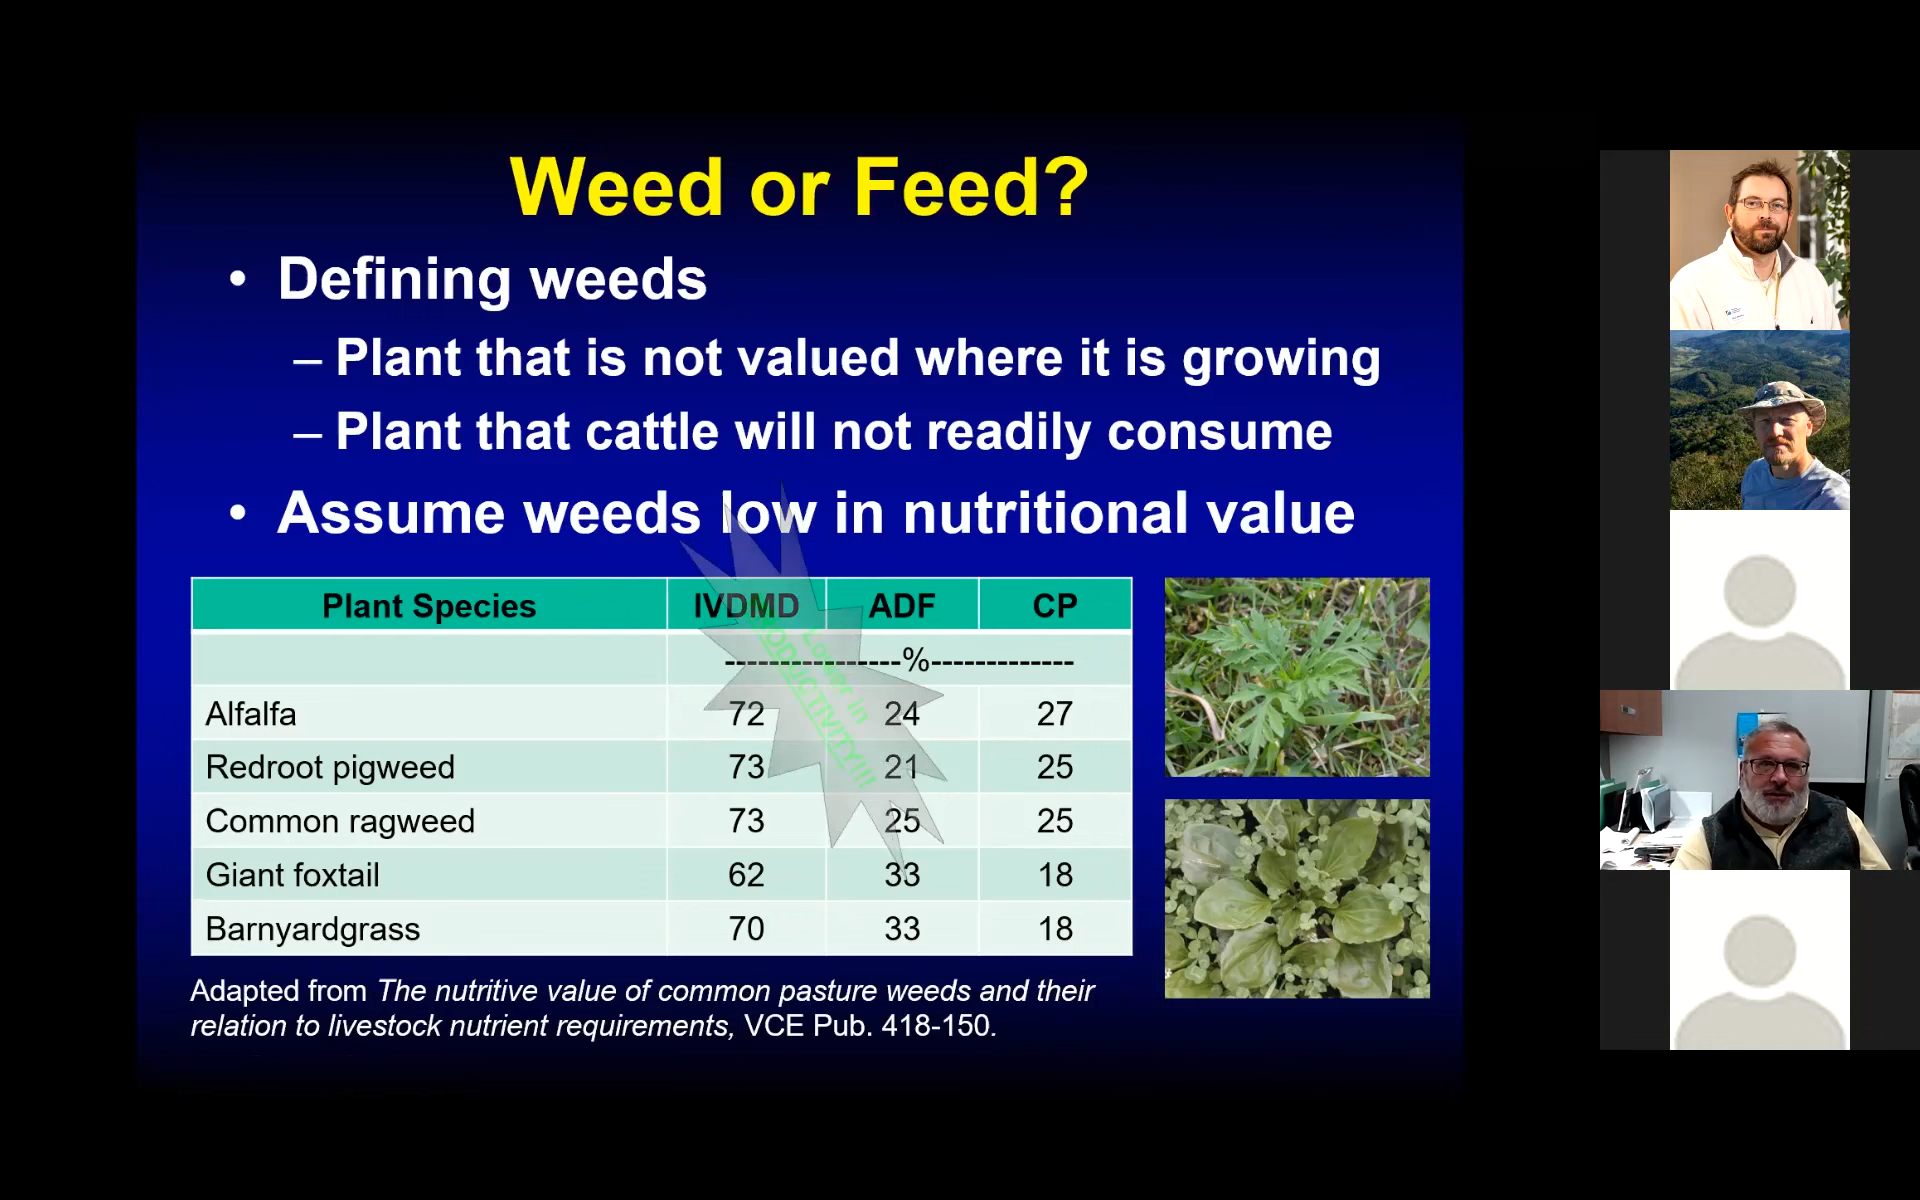 Weed or Feed?
• Defining weeds
– Plant that is not valued where it is growing
– Plant that cattle will not readily consume
• Assume weeds low in nutritional value
Plant Species IVDMD ADF CP
----------------%-------------
Alfalfa 72 24 27
Redroot pigweed 73 21 25
Common ragweed 73 25 25
Giant foxtail 62 33 18
Barnyardgrass 70 33 18
Lower in
PRODUCTIVITY!!!
Adapted from The nutritive value of common pasture weeds and their
relation to livestock nutrient requirements, VCE Pub. 418-150.